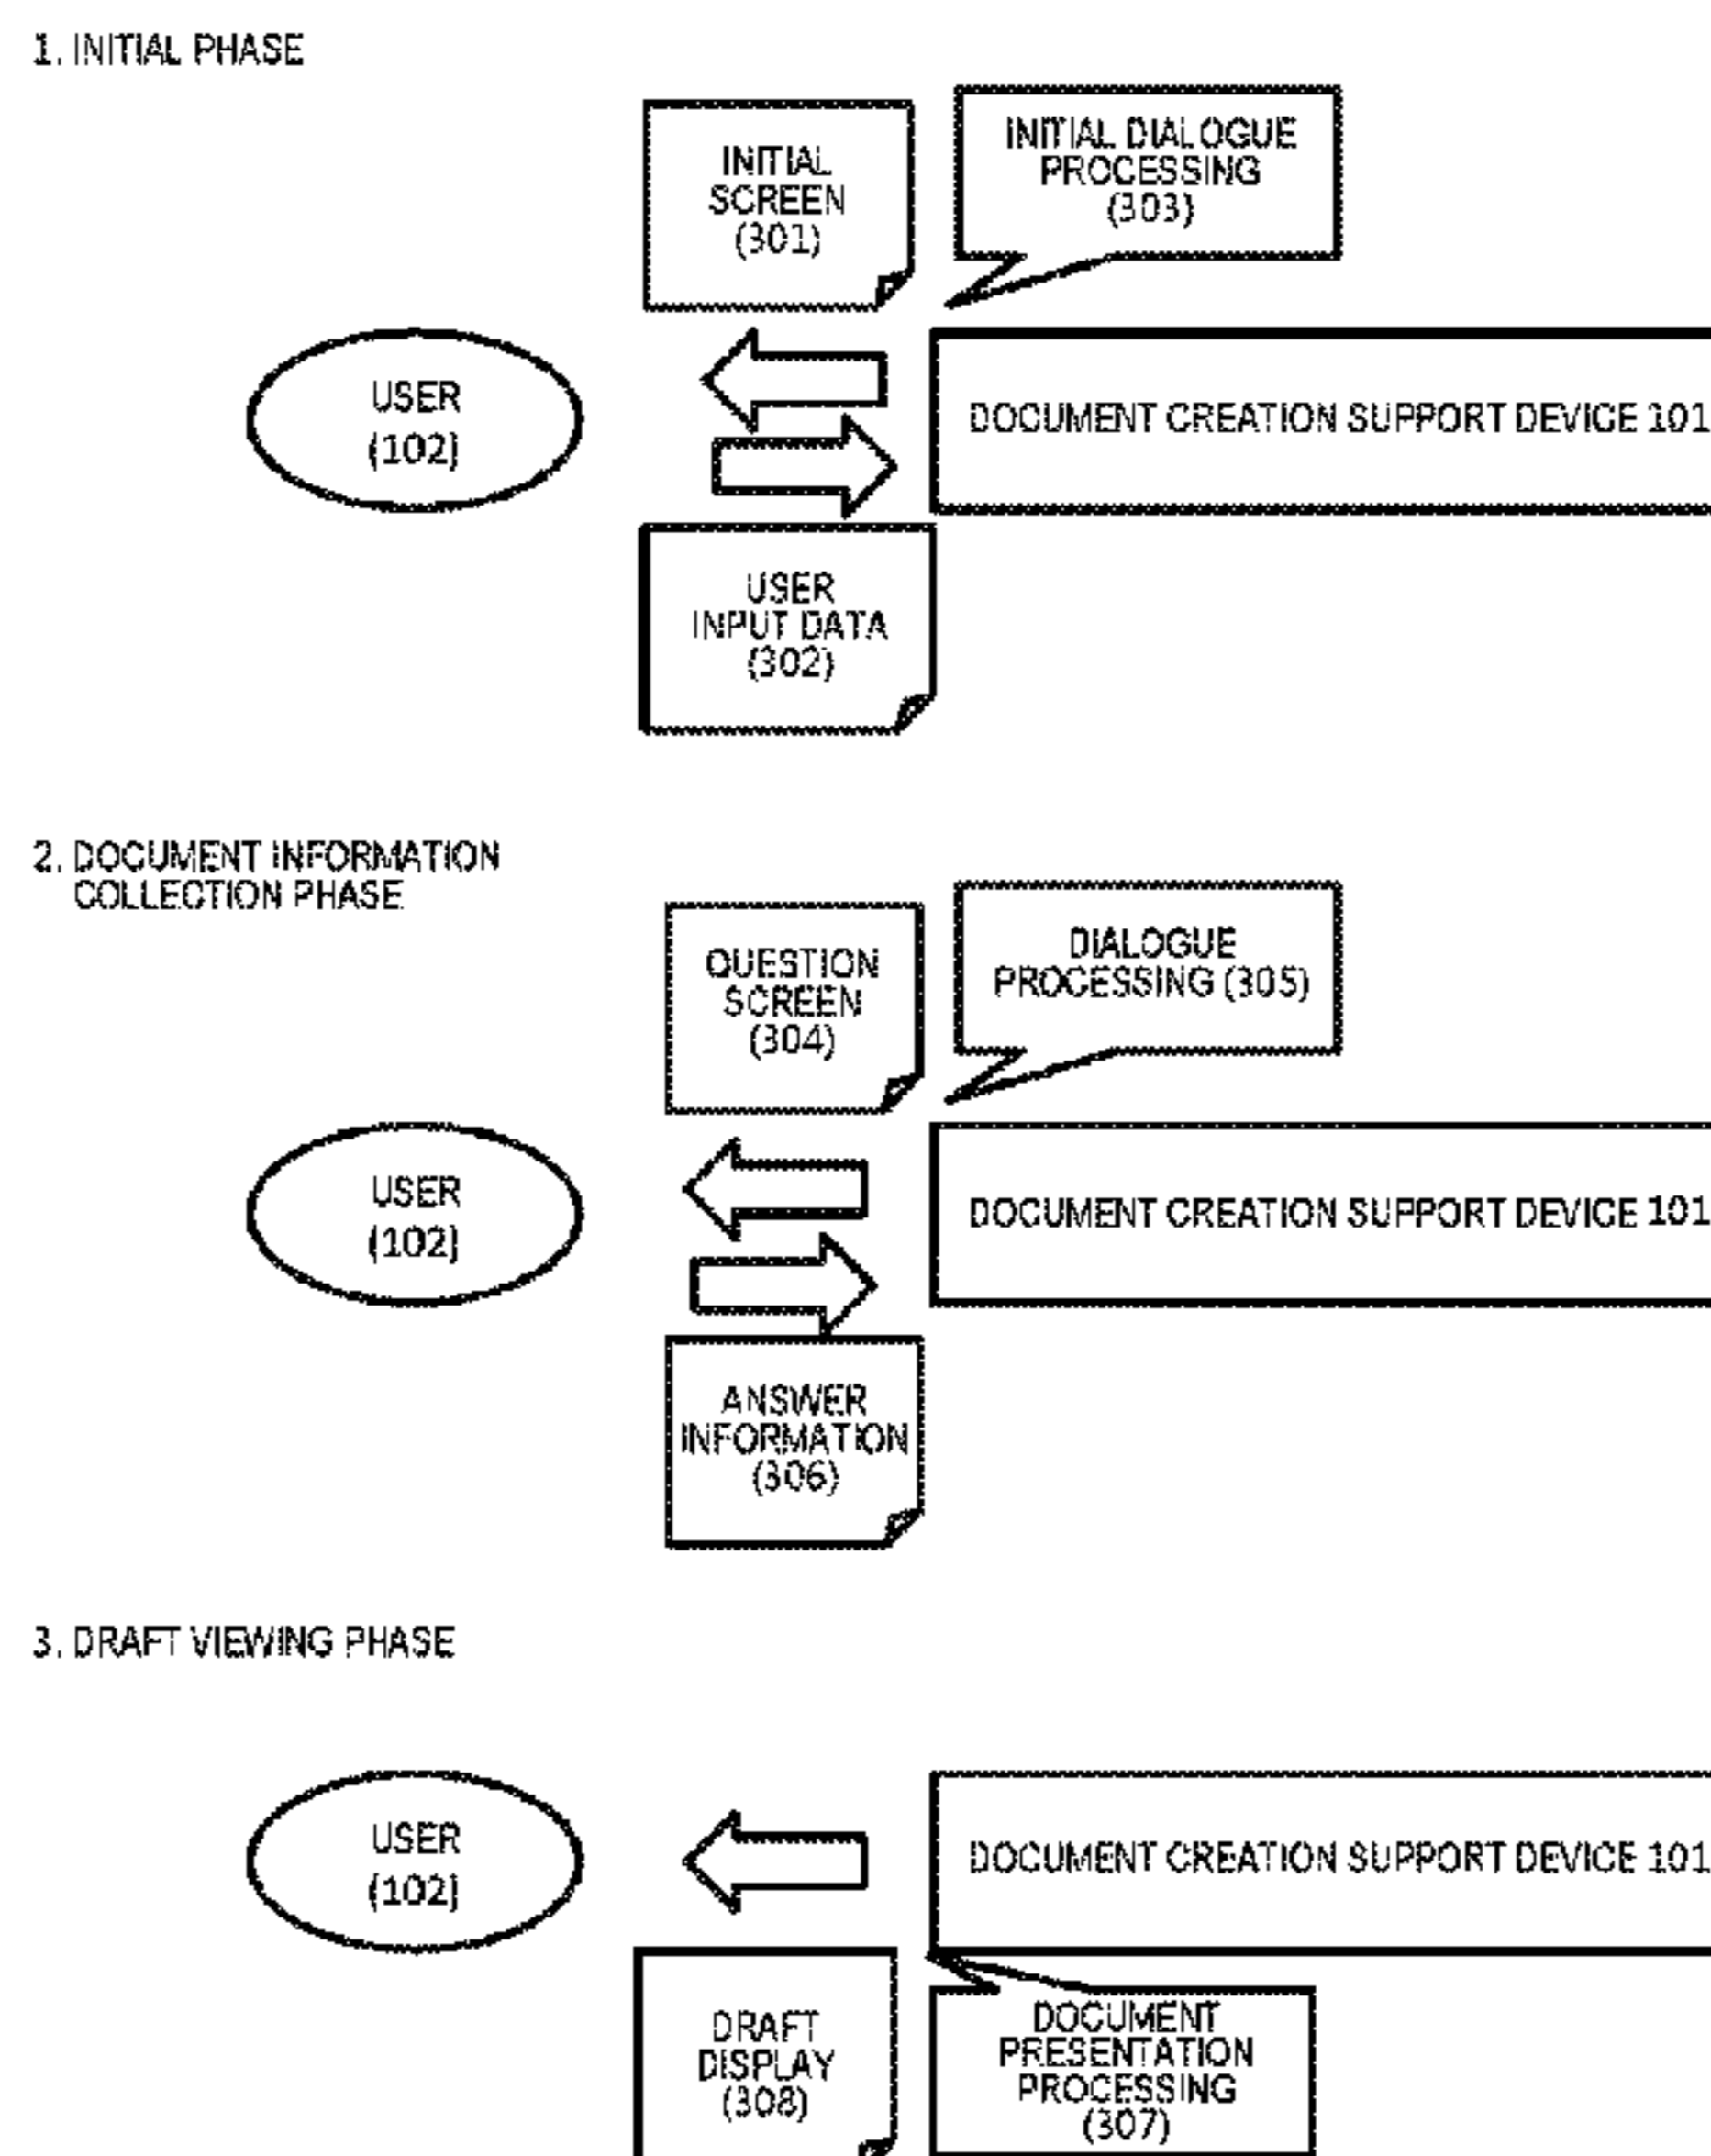 1. INITIAL PHASE
INITIAL
SCREEN
(301)
INITIAL DIALOGUE
PROCESSING
(303)
USER
(102)
DOCUMENT CREATION SUPPORT DEVICE 101
USER
INPUT DATA
(302)
2. DOCUMENT INFORMATION
COLLECTION PHASE
QUESTION
SCREEN
(304)
DIALOGUE
PROCESSING (305)
USER
(102)
DOCUMENT CREATION SUPPORT DEVICE 101
ANSWER
INFORMATION
(306)
3. DRAFT VIEWING PHASE
USER
(102)
DOCUMENT CREATION SUPPORT DEVICE 101
DRAFT
DISPLAY
(308)
DOCUMENT
PRESENTATION
PROCESSING
(307)